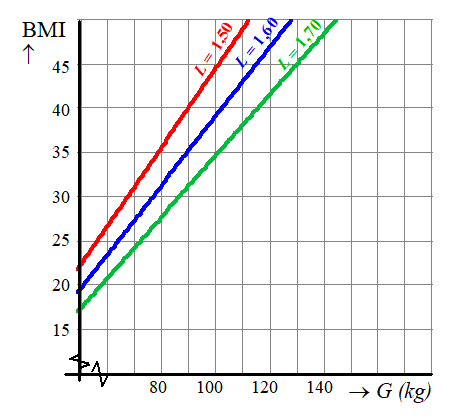 BMI
↑
L = 1,50
L = 1,60
L = 1,70
45
40
35
30
25
20
15
80 100 120 140 → G (kg)